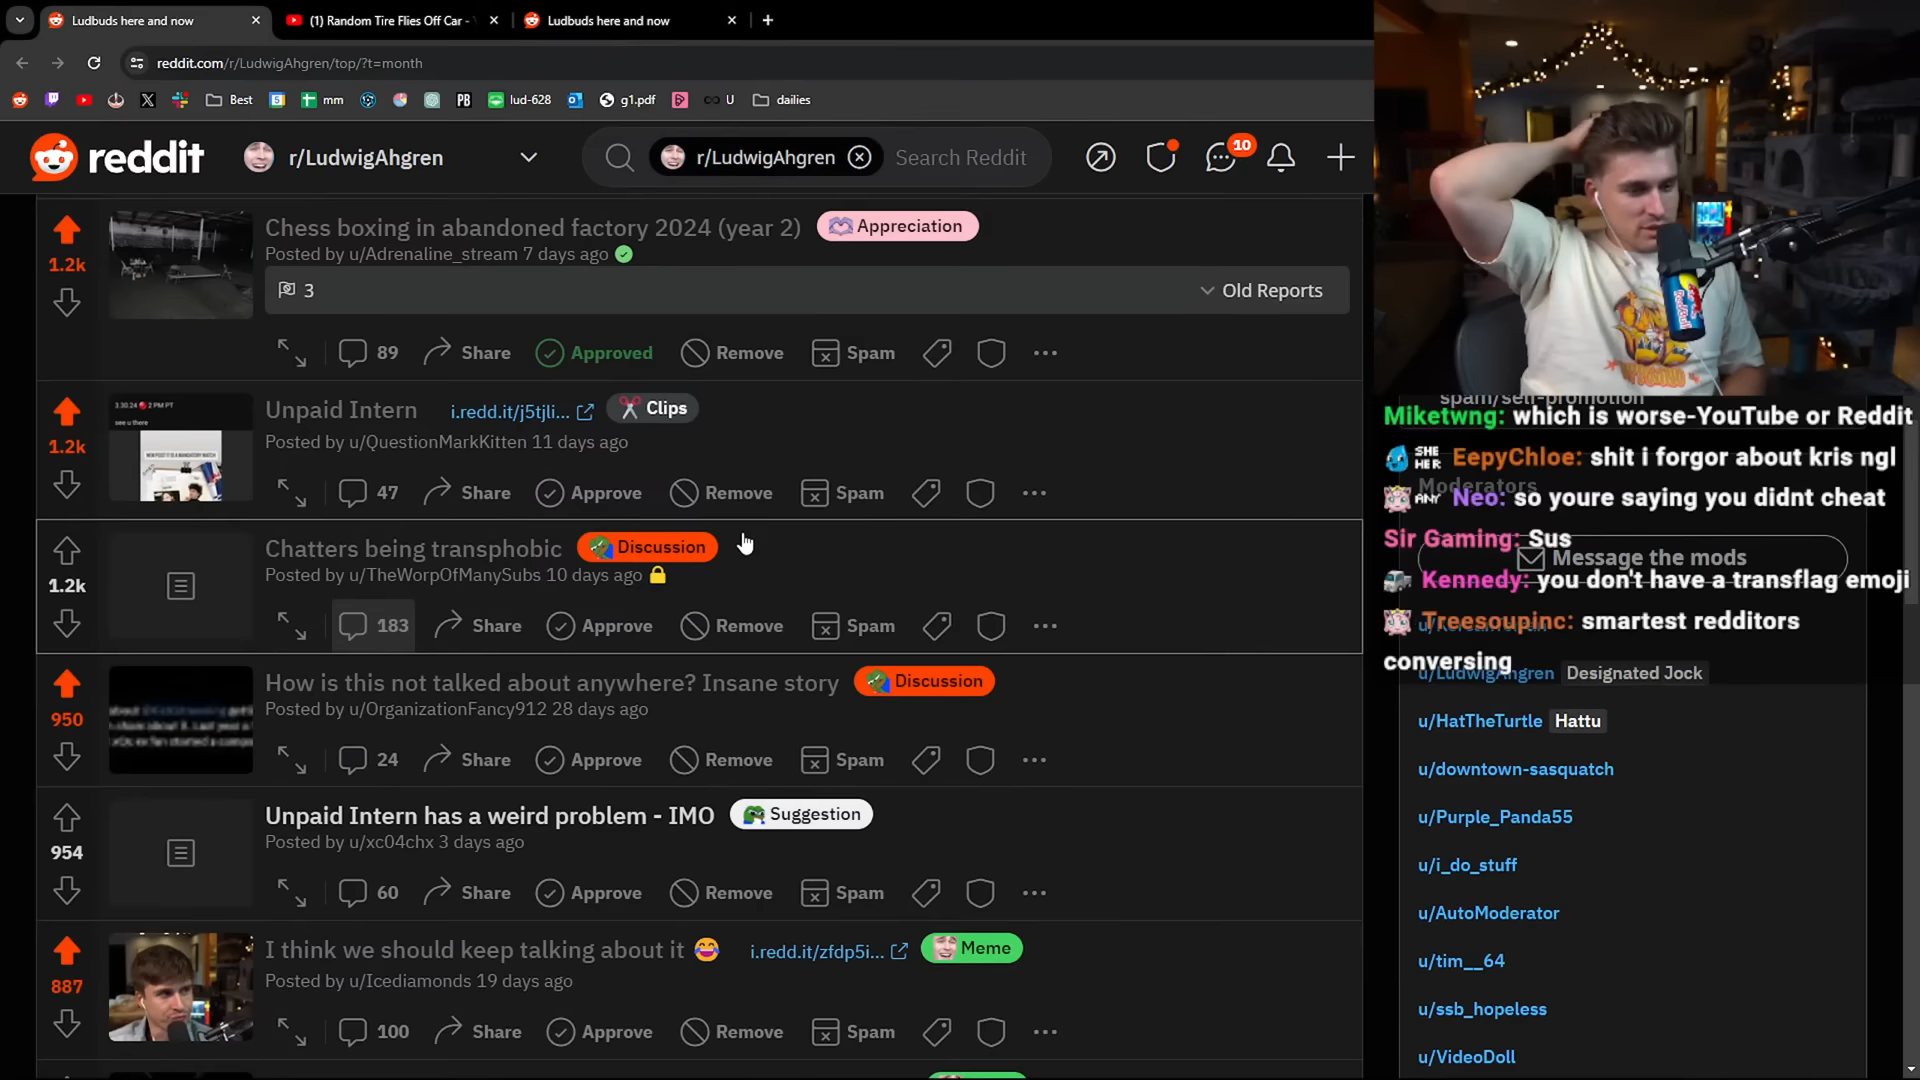 Ludbuds here and now
(1) Random Tire Flies Off Car -
Ludbuds here and now
reddit.com/r/LudwigAhgren/top/?t=month
Best
mm
PB
lud-628
g1.pdf
U
dailies
reddit
r/LudwigAhgren
r/LudwigAhgren
Search Reddit
10
Chess boxing in abandoned factory 2024 (year 2)
Appreciation
1.2k
Posted by u/Adrenaline_stream 7 days ago
3
Old Reports
89 Share Approved Remove Spam
Unpaid Intern i.redd.it/j5tjli... Clips
1.2k
Posted by u/QuestionMarkKitten 11 days ago
47 Share Approve Remove Spam
Chatters being transphobic Discussion
1.2k
Posted by u/TheWorpOfManySubs 10 days ago
183 Share Approve Remove Spam
How is this not talked about anywhere? Insane story Discussion
950
Posted by u/OrganizationFancy912 28 days ago
24 Share Approve Remove Spam
Unpaid Intern has a weird problem - IMO Suggestion
954
Posted by u/xc04chx 3 days ago
60 Share Approve Remove Spam
I think we should keep talking about it i.redd.it/zfdp5i... Meme
887
Posted by u/Icediamonds 19 days ago
100 Share Approve Remove Spam
spam/self-promotion
Miketwng: which is worse-YouTube or Reddit
SHE HER EepyChloe: shit i forgor about kris ngl
Moderators
ANY Neo: so youre saying you didnt cheat
Sir Gaming: Sus
Message the mods
Kennedy: you don't have a transflag emoji
Treesoupinc: smartest redditors
conversing
u/LudwigAhgren Designated Jock
u/HatTheTurtle Hattu
u/downtown-sasquatch
u/Purple_Panda55
u/i_do_stuff
u/AutoModerator
u/tim__64
u/ssb_hopeless
u/VideoDoll